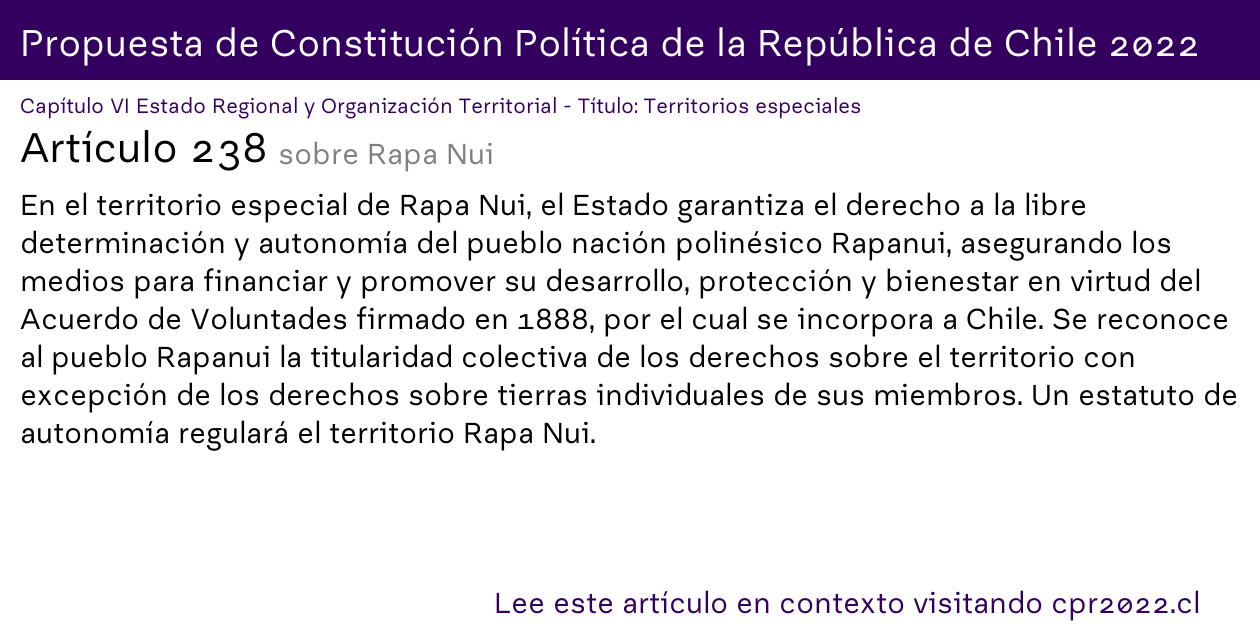 Propuesta de Constitución Política de la República de Chile 2022
Capítulo VI Estado Regional y Organización Territorial - Título: Territorios especiales
Artículo 238 sobre Rapa Nui
En el territorio especial de Rapa Nui, el Estado garantiza el derecho a la libre
determinación y autonomía del pueblo nación polinésico Rapanui, asegurando los
medios para financiar y promover su desarrollo, protección y bienestar en virtud del
Acuerdo de Voluntades firmado en 1888, por el cual se incorpora a Chile. Se reconoce
al pueblo Rapanui la titularidad colectiva de los derechos sobre el territorio con
excepción de los derechos sobre tierras individuales de sus miembros. Un estatuto de
autonomía regulará el territorio Rapa Nui.
Lee este artículo en contexto visitando cpr2022.cl